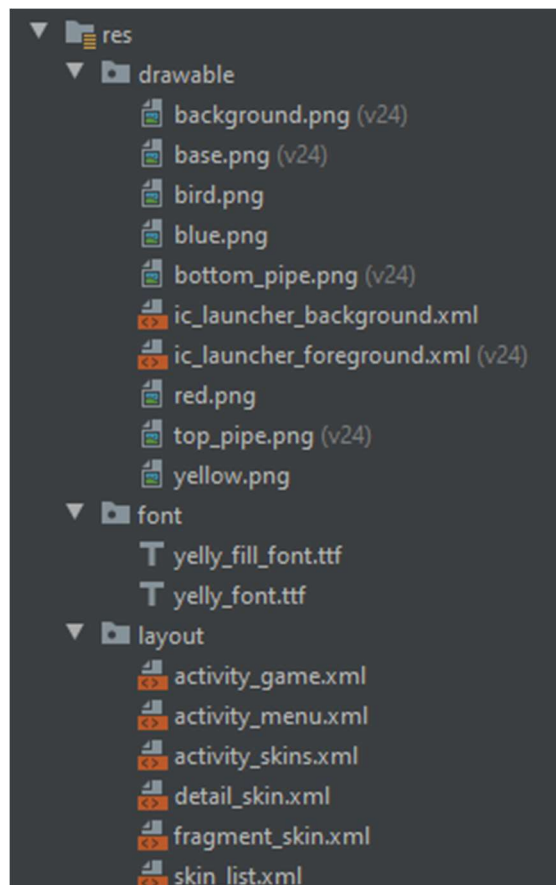 res
drawable
background.png (v24)
base.png (v24)
bird.png
blue.png
bottom_pipe.png (v24)
ic_launcher_background.xml
ic_launcher_foreground.xml (v24)
red.png
top_pipe.png (v24)
yellow.png
font
yelly_fill_font.ttf
yelly_font.ttf
layout
activity_game.xml
activity_menu.xml
activity_skins.xml
detail_skin.xml
fragment_skin.xml
skin_list.xml